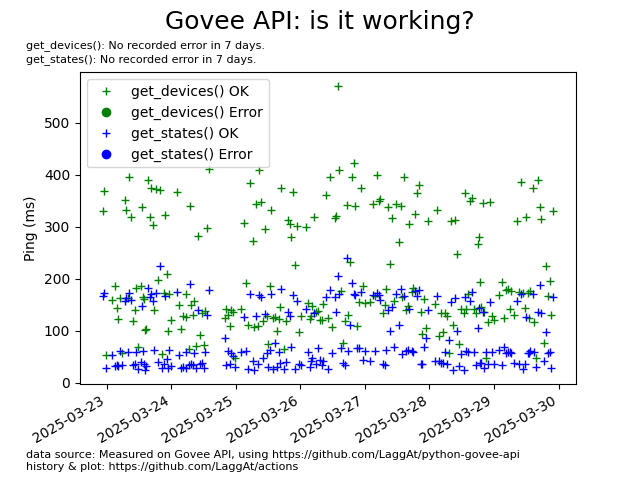 Govee API: is it working?
get_devices(): No recorded error in 7 days.
get_states(): No recorded error in 7 days.
get_devices() OK
get_devices() Error
get_states() OK
get_states() Error
Ping (ms)
500
400
300
200
100
0
2025-03-23
2025-03-24
2025-03-25
2025-03-26
2025-03-27
2025-03-28
2025-03-29
2025-03-30
data source: Measured on Govee API, using https://github.com/LaggAt/python-govee-api
history & plot: https://github.com/LaggAt/actions